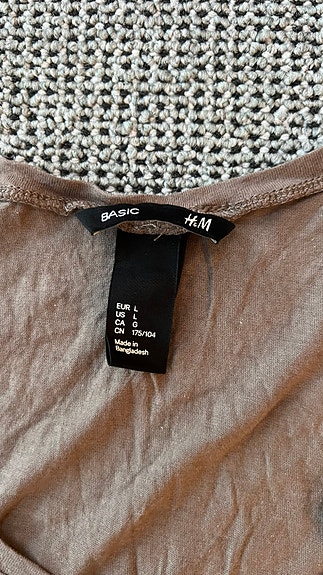 BASIC H&M
EUR L
US L
CA G
CN 175/104
Made in
Bangladesh